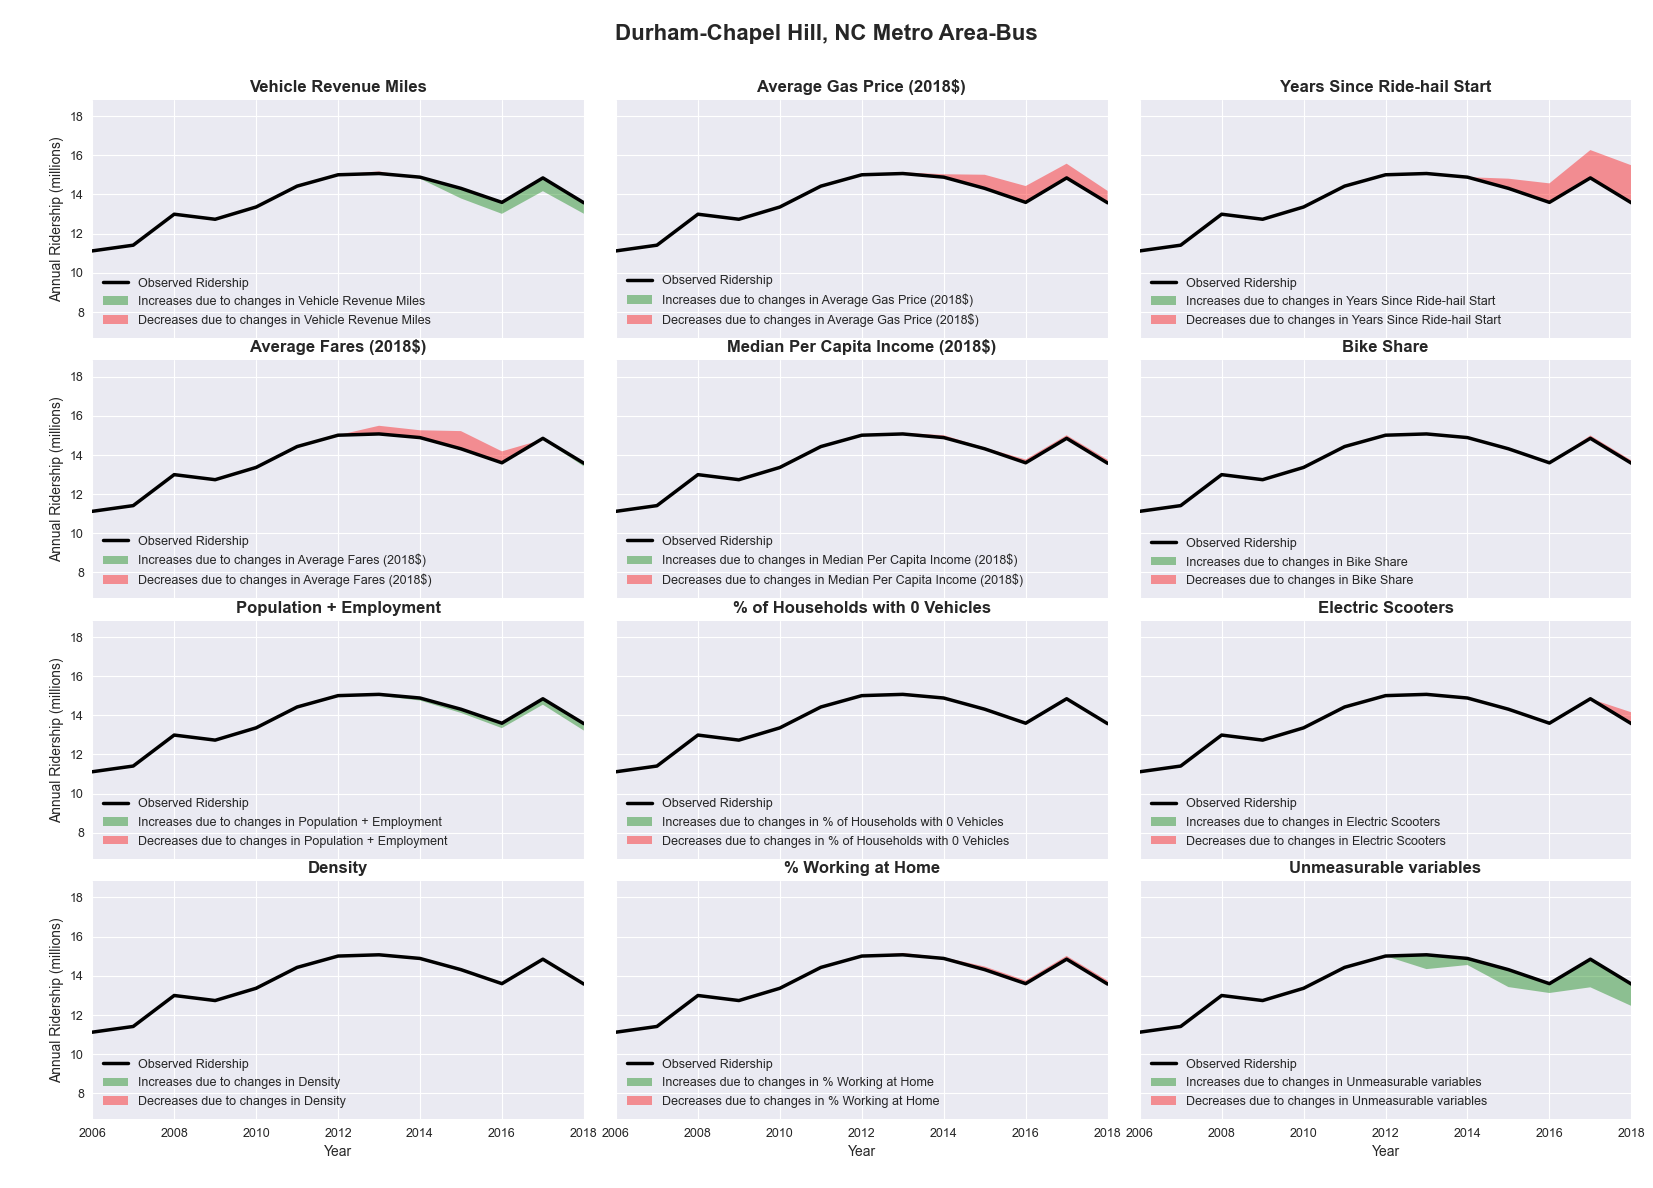 Durham-Chapel Hill, NC Metro Area-Bus
Vehicle Revenue Miles
Annual Ridership (millions)
18
16
14
12
10
8
Observed Ridership
Increases due to changes in Vehicle Revenue Miles
Decreases due to changes in Vehicle Revenue Miles
Average Gas Price (2018$)
Observed Ridership
Increases due to changes in Average Gas Price (2018$)
Decreases due to changes in Average Gas Price (2018$)
Years Since Ride-hail Start
Observed Ridership
Increases due to changes in Years Since Ride-hail Start
Decreases due to changes in Years Since Ride-hail Start
Average Fares (2018$)
Annual Ridership (millions)
18
16
14
12
10
8
Observed Ridership
Increases due to changes in Average Fares (2018$)
Decreases due to changes in Average Fares (2018$)
Median Per Capita Income (2018$)
Observed Ridership
Increases due to changes in Median Per Capita Income (2018$)
Decreases due to changes in Median Per Capita Income (2018$)
Bike Share
Observed Ridership
Increases due to changes in Bike Share
Decreases due to changes in Bike Share
Population + Employment
Annual Ridership (millions)
18
16
14
12
10
8
Observed Ridership
Increases due to changes in Population + Employment
Decreases due to changes in Population + Employment
% of Households with 0 Vehicles
Observed Ridership
Increases due to changes in % of Households with 0 Vehicles
Decreases due to changes in % of Households with 0 Vehicles
Electric Scooters
Observed Ridership
Increases due to changes in Electric Scooters
Decreases due to changes in Electric Scooters
Density
Annual Ridership (millions)
18
16
14
12
10
8
Observed Ridership
Increases due to changes in Density
Decreases due to changes in Density
2006 2008 2010 2012 2014 2016 2018
Year
% Working at Home
Observed Ridership
Increases due to changes in % Working at Home
Decreases due to changes in % Working at Home
2006 2008 2010 2012 2014 2016 2018
Year
Unmeasurable variables
Observed Ridership
Increases due to changes in Unmeasurable variables
Decreases due to changes in Unmeasurable variables
2006 2008 2010 2012 2014 2016 2018
Year